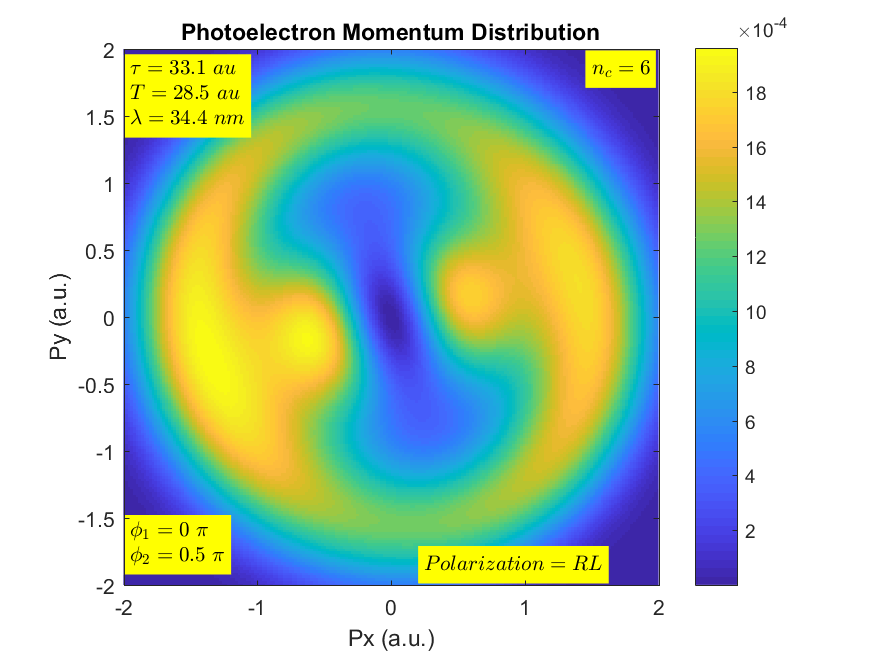 Photoelectron Momentum Distribution
×10⁻⁴
τ = 33.1 au
T = 28.5 au
λ = 34.4 nm
n_c = 6
2
1.5
1
0.5
0
-0.5
-1
-1.5
-2
Py (a.u.)
ϕ₁ = 0 π
ϕ₂ = 0.5 π
Polarization = RL
-2
-1
0
1
2
Px (a.u.)
18
16
14
12
10
8
6
4
2